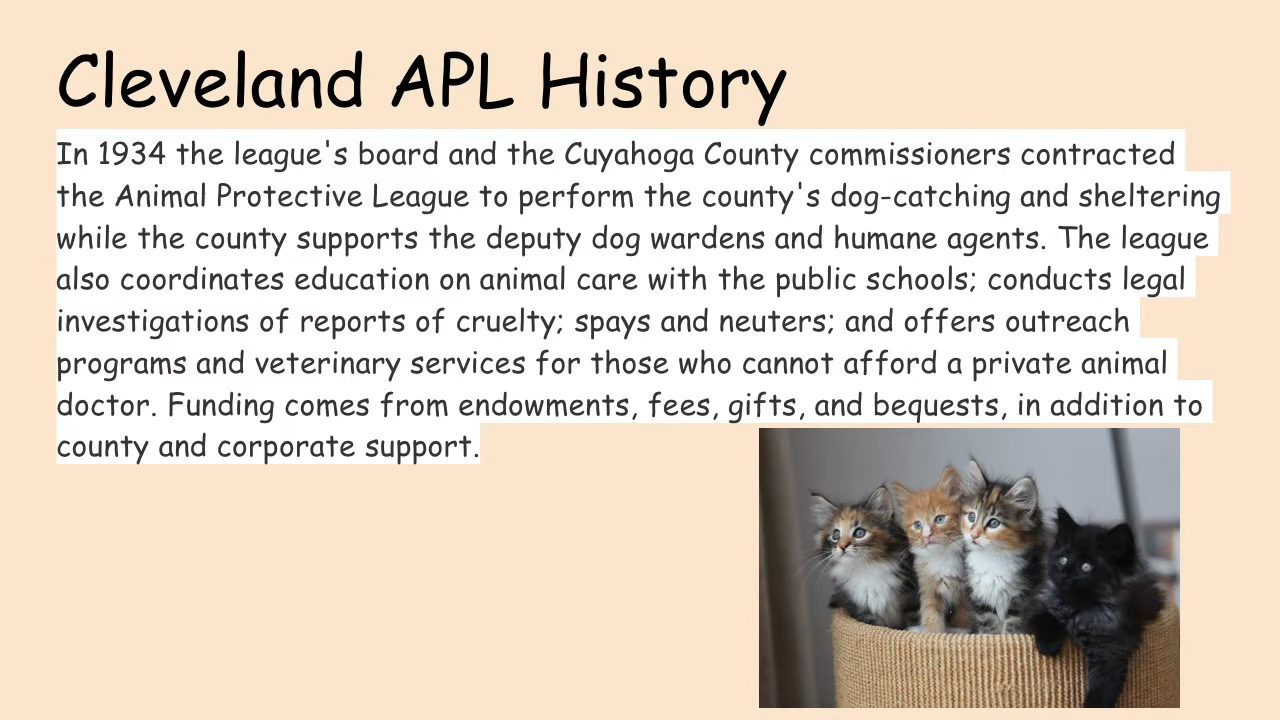 Cleveland APL History
In 1934 the league's board and the Cuyahoga County commissioners contracted
the Animal Protective League to perform the county's dog-catching and sheltering
while the county supports the deputy dog wardens and humane agents. The league
also coordinates education on animal care with the public schools; conducts legal
investigations of reports of cruelty; spays and neuters; and offers outreach
programs and veterinary services for those who cannot afford a private animal
doctor. Funding comes from endowments, fees, gifts, and bequests, in addition to
county and corporate support.